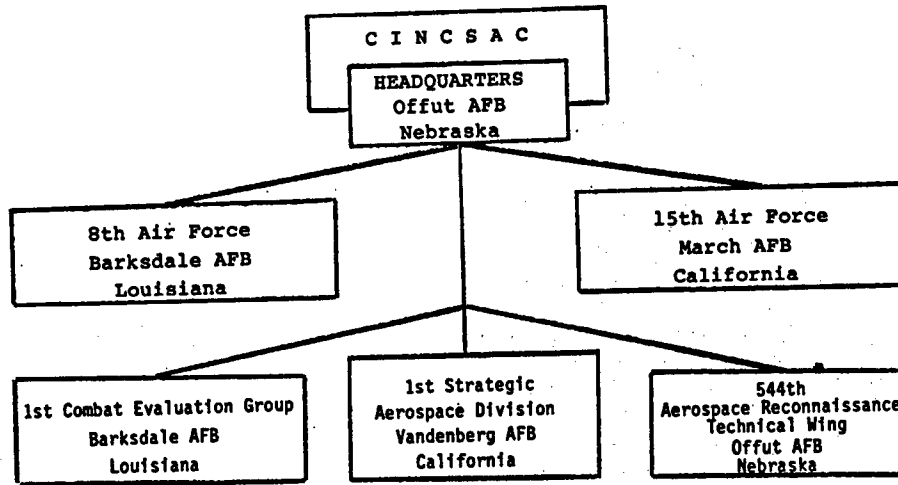 C I N C S A C
HEADQUARTERS
Offut AFB
Nebraska
8th Air Force
Barksdale AFB
Louisiana
15th Air Force
March AFB
California
1st Combat Evaluation Group
Barksdale AFB
Louisiana
1st Strategic
Aerospace Division
Vandenberg AFB
California
544th
Aerospace Reconnaissance
Technical Wing
Offut AFB
Nebraska